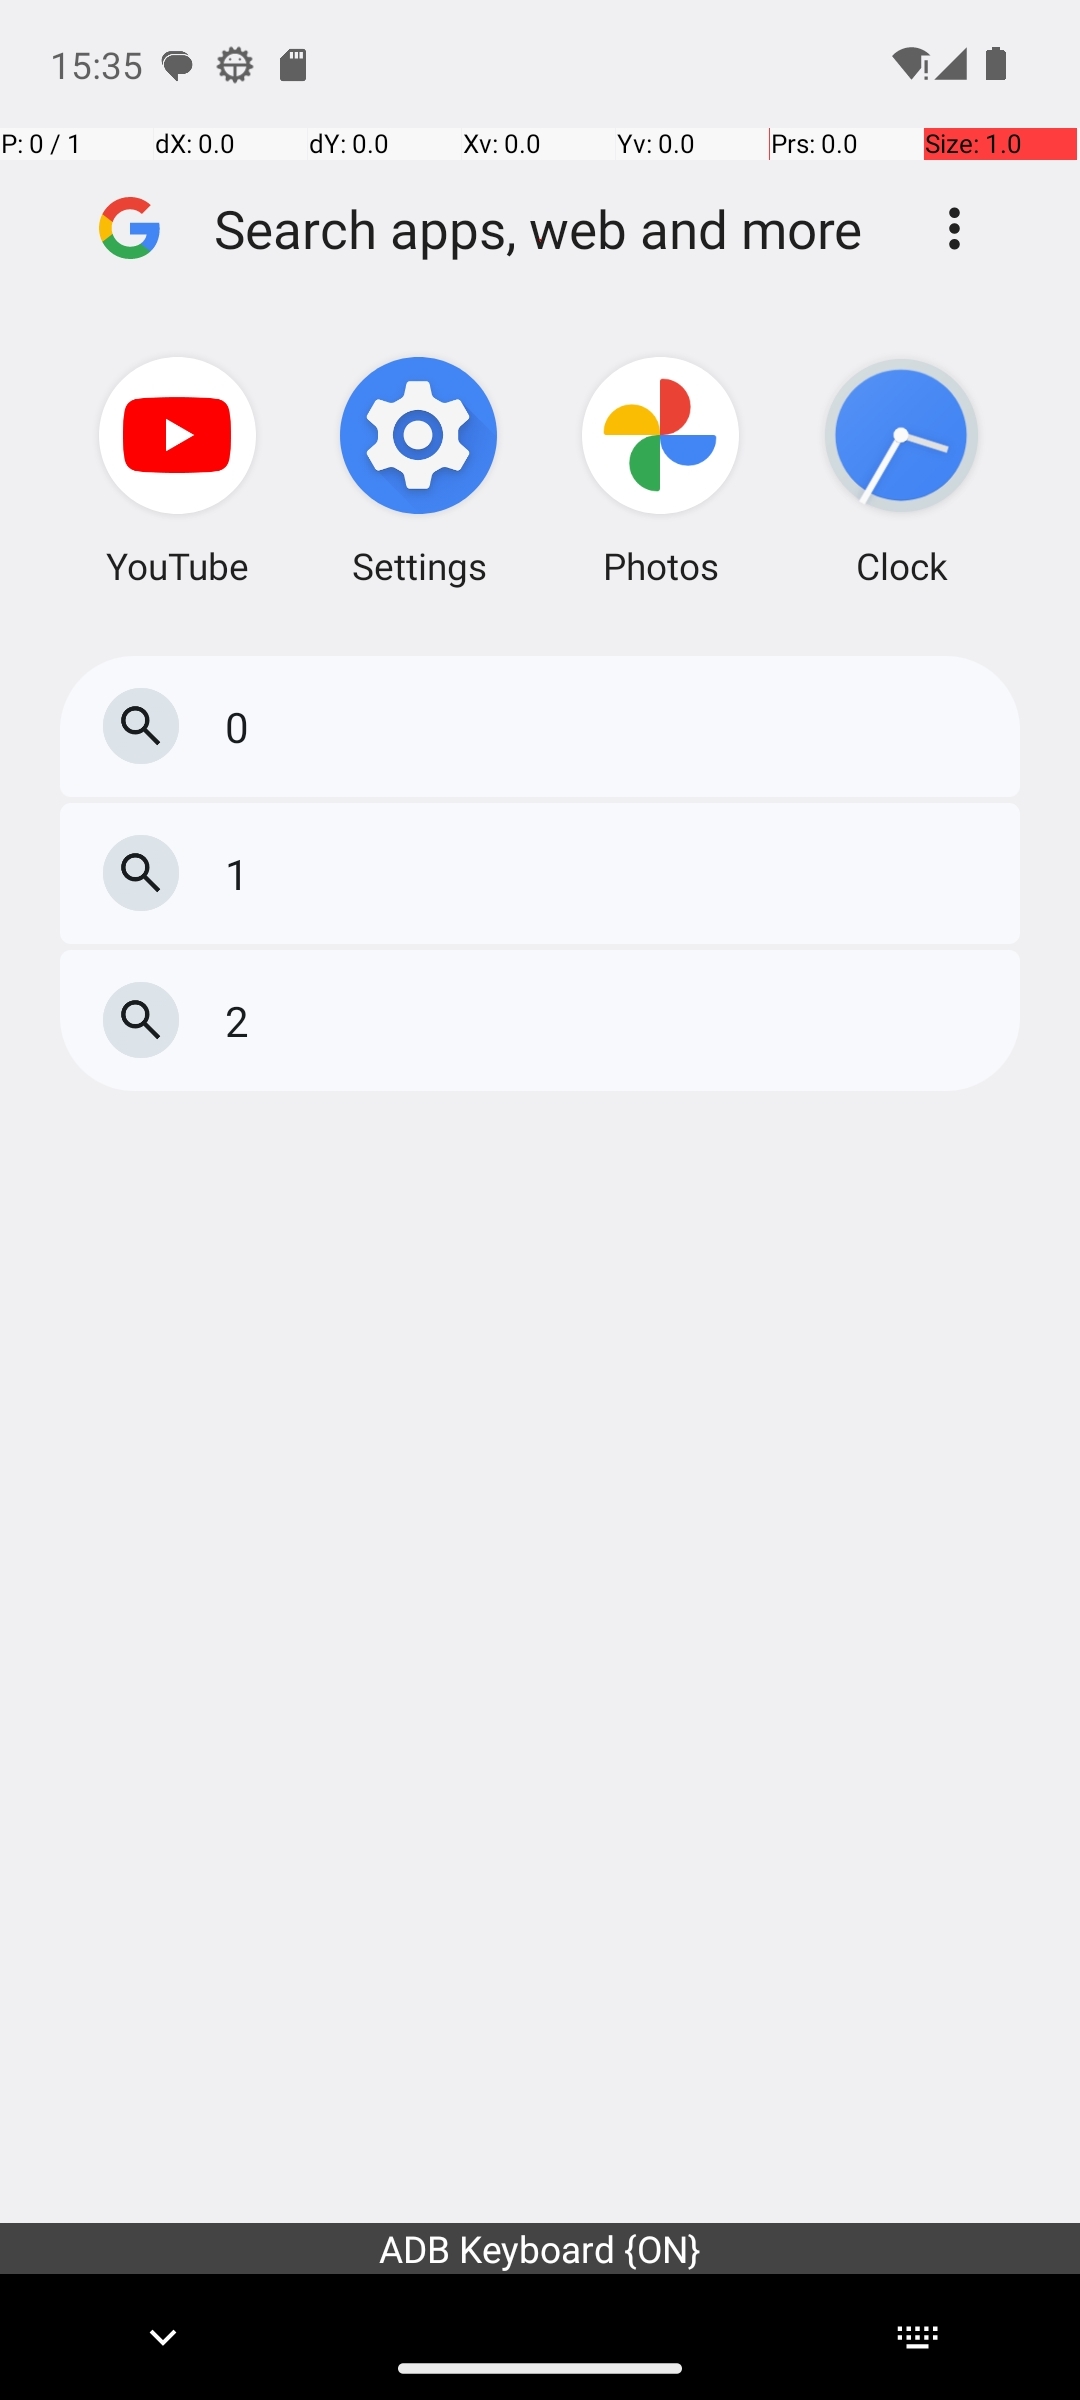 15:35
P: 0 / 1 dX: 0.0 dY: 0.0 Xv: 0.0 Yv: 0.0 Prs: 0.0 Size: 1.0
Search apps, web and more
YouTube Settings Photos Clock
0
1
2
ADB Keyboard {ON}